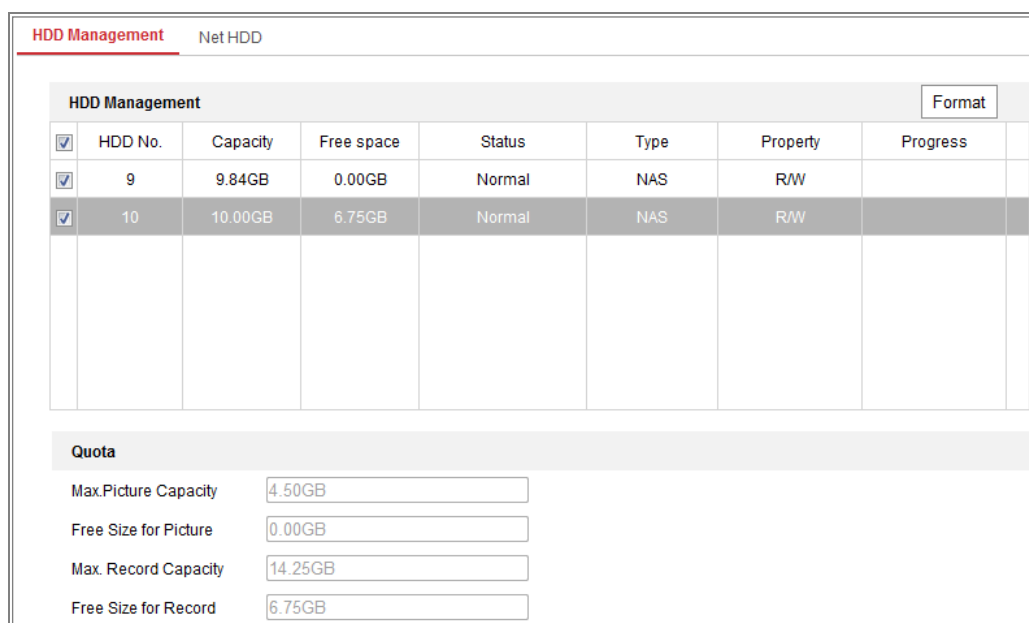 HDD Management Net HDD
HDD Management Format
HDD No. Capacity Free space Status Type Property Progress
9 9.84GB 0.00GB Normal NAS R/W
10 10.00GB 6.75GB Normal NAS R/W
Quota
Max.Picture Capacity 4.50GB
Free Size for Picture 0.00GB
Max. Record Capacity 14.25GB
Free Size for Record 6.75GB